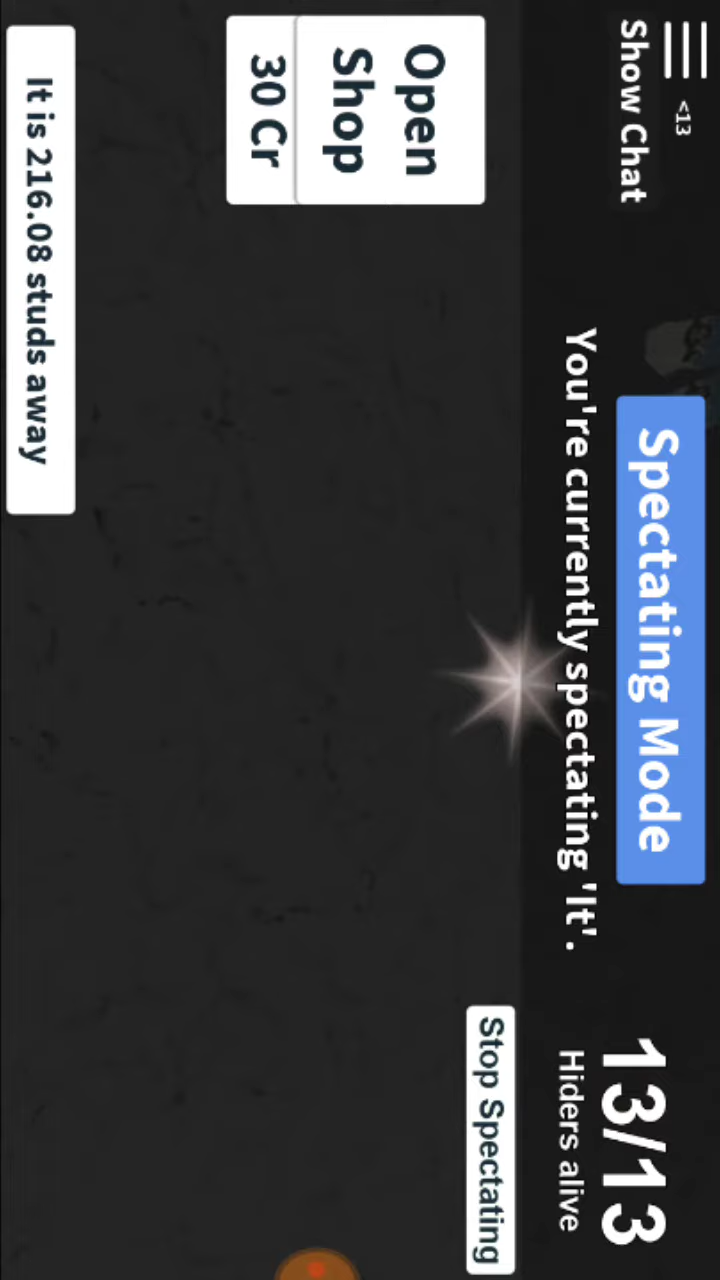 <13
Show Chat
Spectating Mode
You're currently spectating 'It'.
13/13
Hiders alive
Stop Spectating
Open
Shop
30 Cr
It is 216.08 studs away